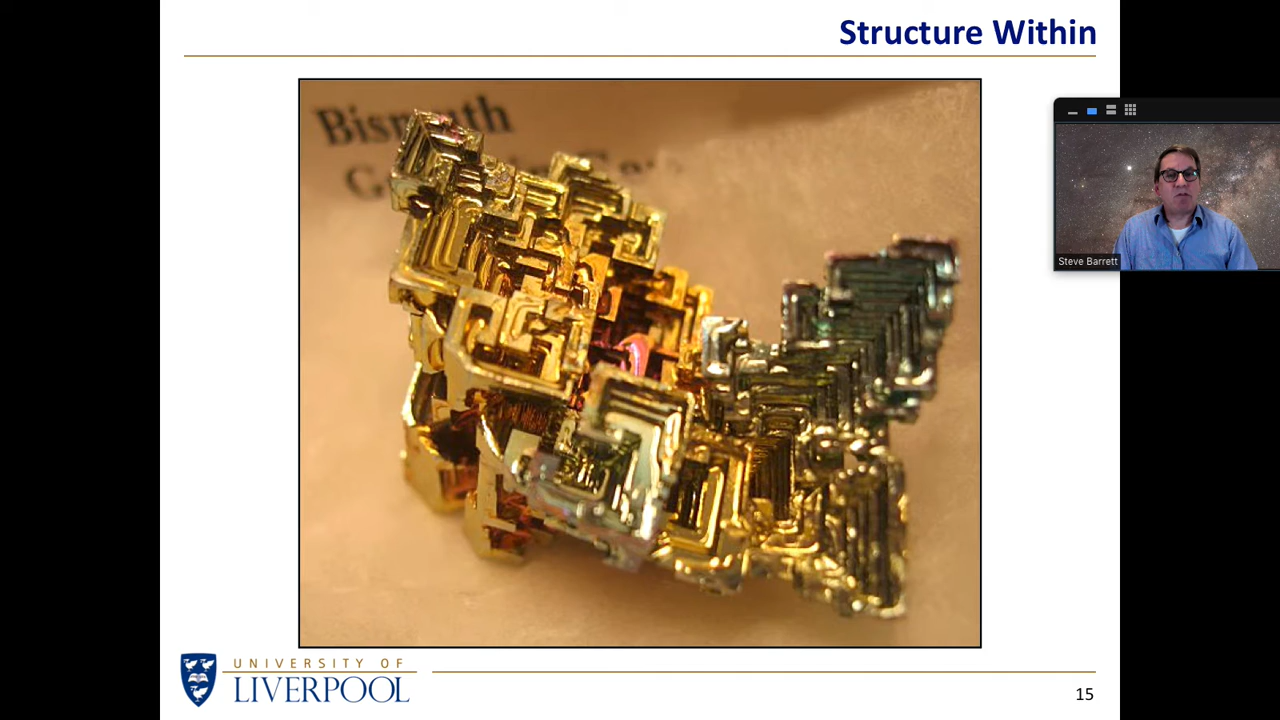 Structure Within
Bismuth
Steve Barrett
UNIVERSITY OF
LIVERPOOL
15